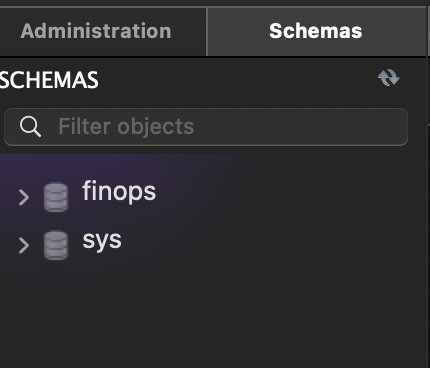 Administration Schemas
SCHEMAS
Filter objects
finops
sys